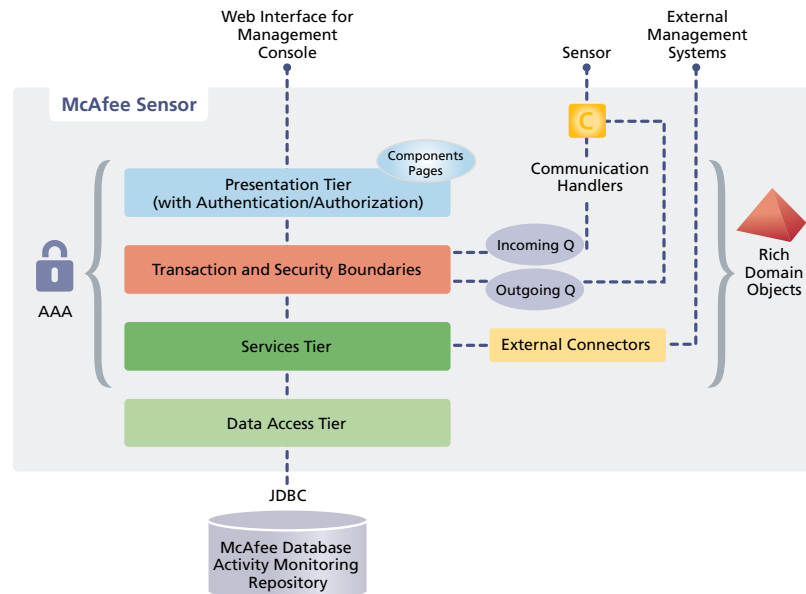 Web Interface for
Management
Console
Sensor
External
Management
Systems
McAfee Sensor
C
Components
Pages
Communication
Handlers
Presentation Tier
(with Authentication/Authorization)
Incoming Q
Transaction and Security Boundaries
Outgoing Q
AAA
Rich
Domain
Objects
Services Tier
External Connectors
Data Access Tier
JDBC
McAfee Database
Activity Monitoring
Repository